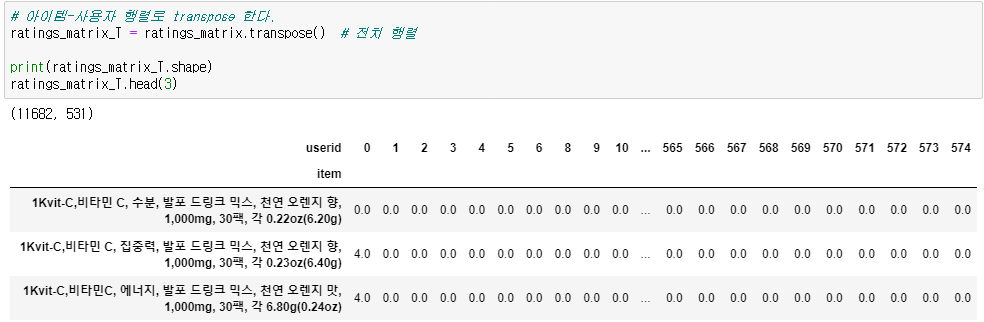 # 아이템-사용자 행렬로 transpose 한다.
ratings_matrix_T = ratings_matrix.transpose()  # 전치 행렬
print(ratings_matrix_T.shape)
ratings_matrix_T.head(3)
(11682, 531)
userid 0 1 2 3 4 5 6 8 9 10 ... 565 566 567 568 569 570 571 572 573 574
item
1Kvit-C,비타민 C, 수분, 발포 드링크 믹스, 천연 오렌지 향,
1,000mg, 30팩, 각 0.22oz(6.20g) 0.0 0.0 0.0 0.0 0.0 0.0 0.0 0.0 0.0 0.0 ... 0.0 0.0 0.0 0.0 0.0 0.0 0.0 0.0 0.0 0.0
1Kvit-C,비타민 C, 집중력, 발포 드링크 믹스, 천연 오렌지 향,
1,000mg, 30팩, 각 0.23oz(6.40g) 4.0 0.0 0.0 0.0 0.0 0.0 0.0 0.0 0.0 0.0 ... 0.0 0.0 0.0 0.0 0.0 0.0 0.0 0.0 0.0 0.0
1Kvit-C,비타민C, 에너지, 발포 드링크 믹스, 천연 오렌지 맛,
1,000mg, 30팩, 각 6.80g(0.24oz) 4.0 0.0 0.0 0.0 0.0 0.0 0.0 0.0 0.0 0.0 ... 0.0 0.0 0.0 0.0 0.0 0.0 0.0 0.0 0.0 0.0